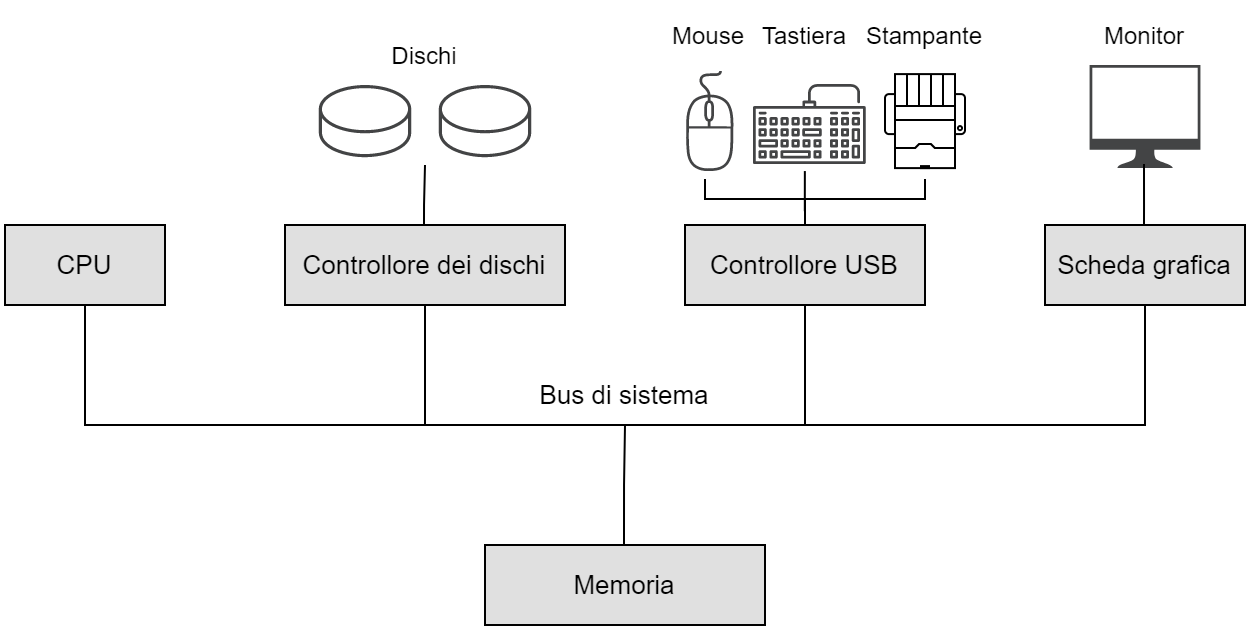 Mouse
Tastiera
Stampante
Monitor
Dischi
CPU
Controllore dei dischi
Controllore USB
Scheda grafica
Bus di sistema
Memoria